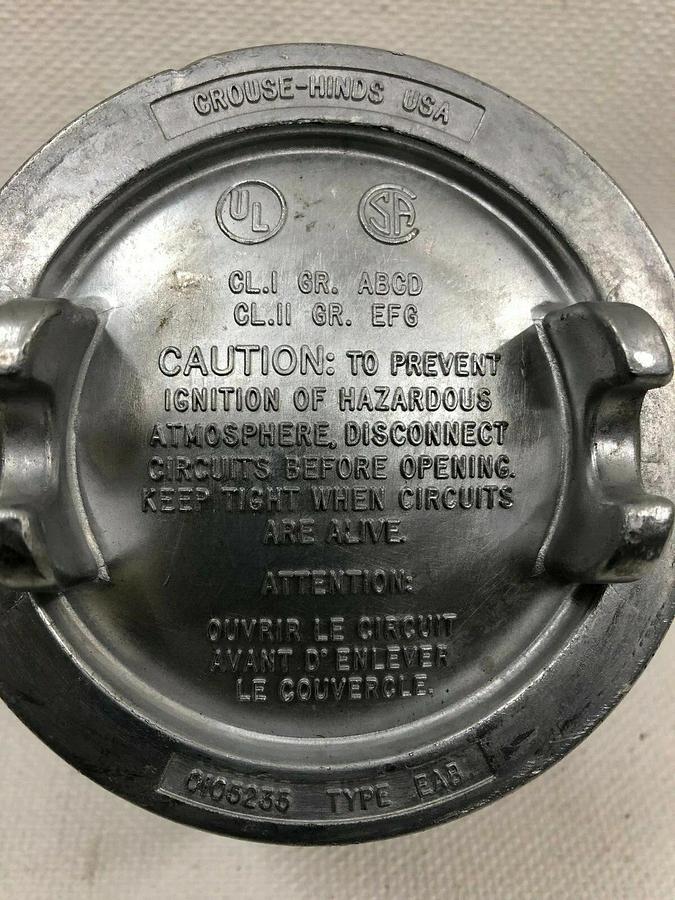 CROUSE-HINDS USA
UL SA
CL.I GR. ABCD
CL.II GR. EFG
CAUTION: TO PREVENT
IGNITION OF HAZARDOUS
ATMOSPHERE, DISCONNECT
CIRCUITS BEFORE OPENING.
KEEP TIGHT WHEN CIRCUITS
ARE ALIVE.
ATTENTION:
OUVRIR LE CIRCUIT
AVANT D'ENLEVER
LE COUVERCLE.
TYPE EAB